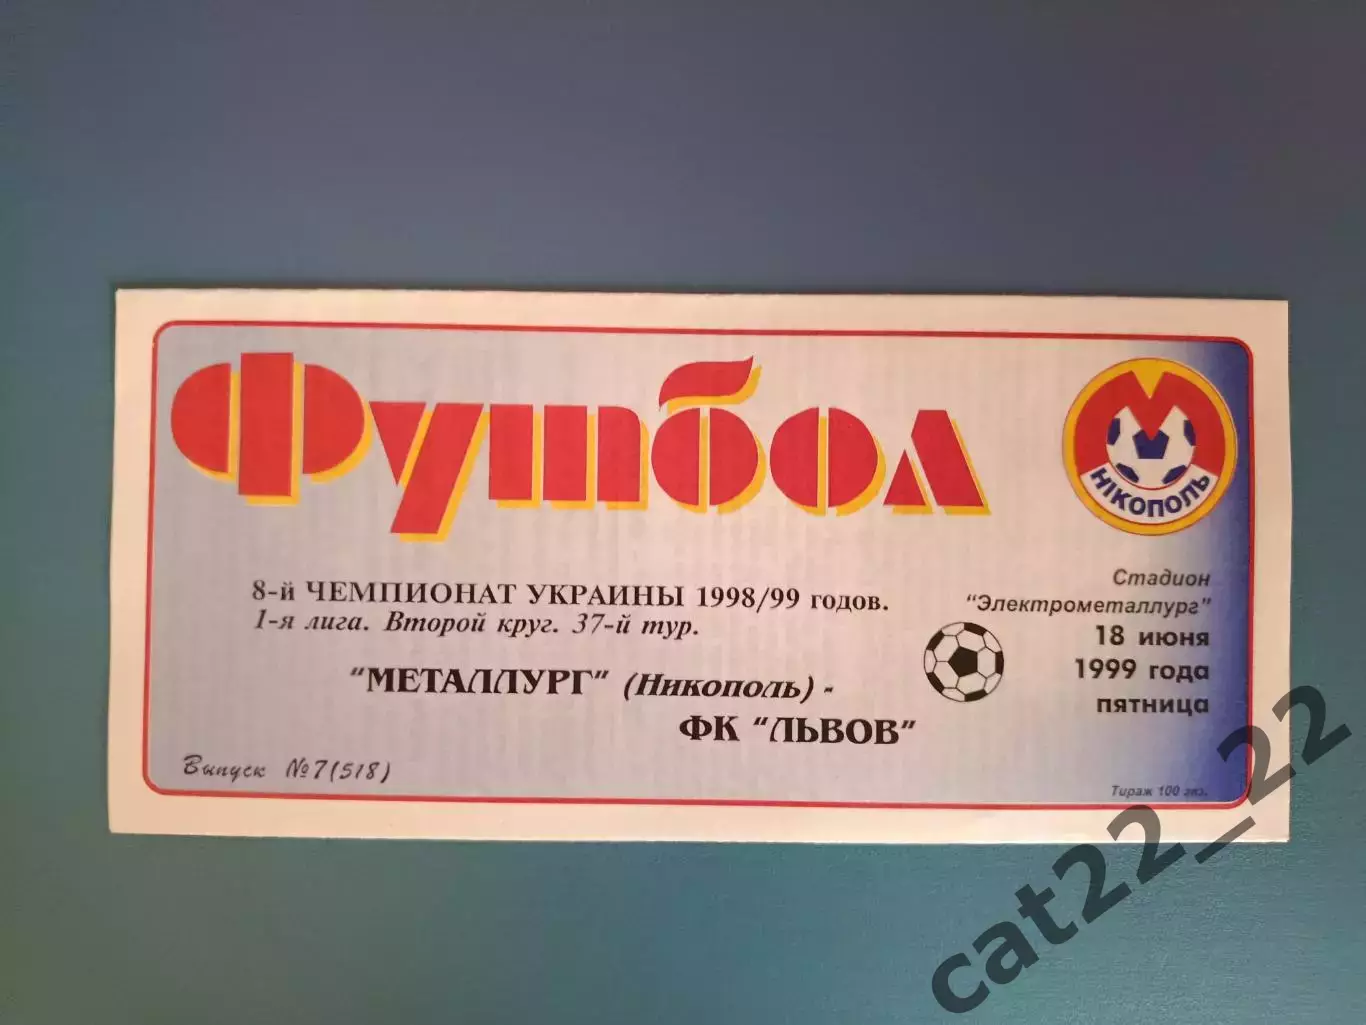 Футбол
НІКОПОЛЬ
8-й ЧЕМПИОНАТ УКРАИНЫ 1998/99 годов.
1-я лига. Второй круг. 37-й тур.
"МЕТАЛЛУРГ" (Никополь) -
ФК "ЛЬВОВ"
Стадион
"Электрометаллург"
18 июня
1999 года
пятница
Выпуск №7(518)
Тираж 100 экз.
cat22_22